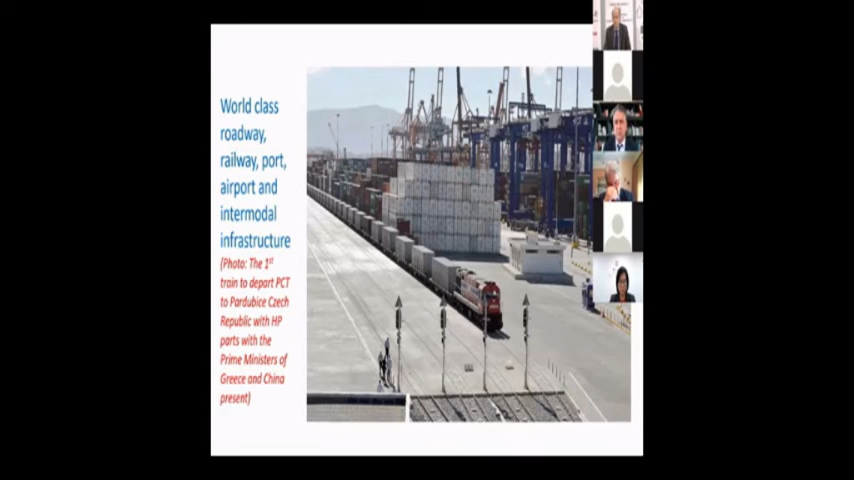 World class
roadway,
railway, port,
airport and
intermodal
infrastructure
(Photo: The 1st
train to depart PCT
to Pardubice Czech
Republic with HP
parts with the
Prime Ministers of
Greece and China
present)